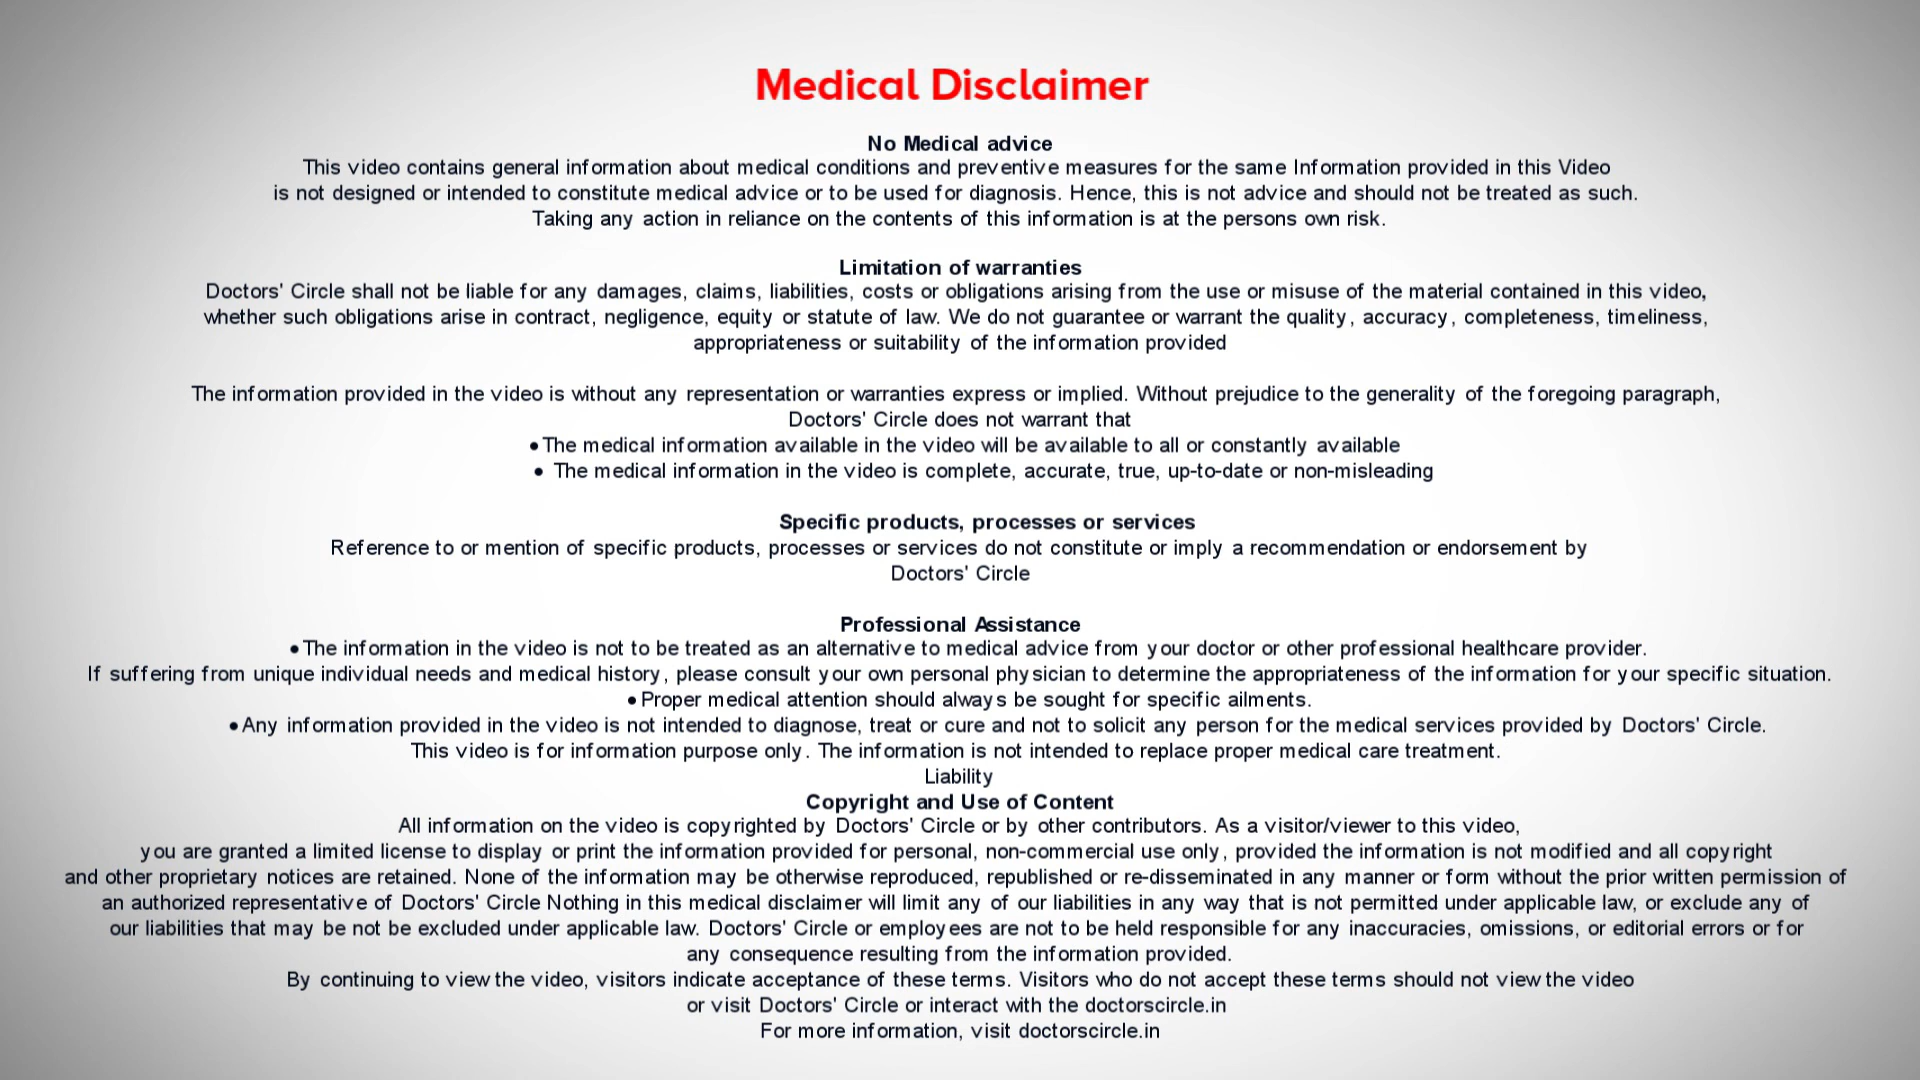 Medical Disclaimer
No Medical advice
This video contains general information about medical conditions and preventive measures for the same Information provided in this Video
is not designed or intended to constitute medical advice or to be used for diagnosis. Hence, this is not advice and should not be treated as such.
Taking any action in reliance on the contents of this information is at the persons own risk.
Limitation of warranties
Doctors' Circle shall not be liable for any damages, claims, liabilities, costs or obligations arising from the use or misuse of the material contained in this video,
whether such obligations arise in contract, negligence, equity or statute of law. We do not guarantee or warrant the quality, accuracy, completeness, timeliness,
appropriateness or suitability of the information provided
The information provided in the video is without any representation or warranties express or implied. Without prejudice to the generality of the foregoing paragraph,
Doctors' Circle does not warrant that
• The medical information available in the video will be available to all or constantly available
• The medical information in the video is complete, accurate, true, up-to-date or non-misleading
Specific products, processes or services
Reference to or mention of specific products, processes or services do not constitute or imply a recommendation or endorsement by
Doctors' Circle
Professional Assistance
• The information in the video is not to be treated as an alternative to medical advice from your doctor or other professional healthcare provider.
If suffering from unique individual needs and medical history, please consult your own personal physician to determine the appropriateness of the information for your specific situation.
• Proper medical attention should always be sought for specific ailments.
• Any information provided in the video is not intended to diagnose, treat or cure and not to solicit any person for the medical services provided by Doctors' Circle.
This video is for information purpose only. The information is not intended to replace proper medical care treatment.
Liability
Copyright and Use of Content
All information on the video is copyrighted by Doctors' Circle or by other contributors. As a visitor/viewer to this video,
you are granted a limited license to display or print the information provided for personal, non-commercial use only, provided the information is not modified and all copyright
and other proprietary notices are retained. None of the information may be otherwise reproduced, republished or re-disseminated in any manner or form without the prior written permission of
an authorized representative of Doctors' Circle Nothing in this medical disclaimer will limit any of our liabilities in any way that is not permitted under applicable law, or exclude any of
our liabilities that may be not be excluded under applicable law. Doctors' Circle or employees are not to be held responsible for any inaccuracies, omissions, or editorial errors or for
any consequence resulting from the information provided.
By continuing to view the video, visitors indicate acceptance of these terms. Visitors who do not accept these terms should not view the video
or visit Doctors' Circle or interact with the doctorscircle.in
For more information, visit doctorscircle.in